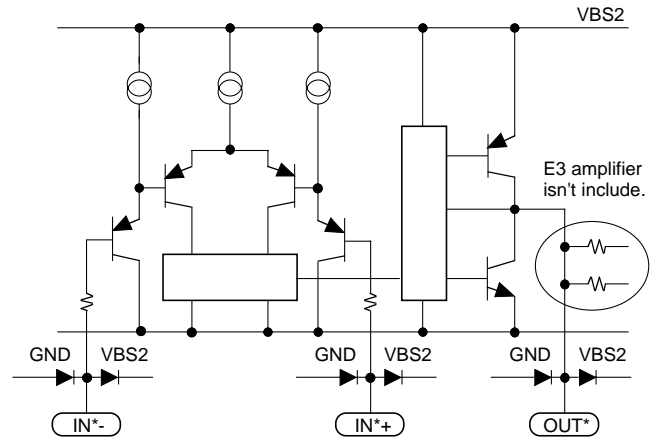 VBS2
E3 amplifier
isn't include.
GND VBS2
GND VBS2
GND VBS2
IN*-
IN*+
OUT*